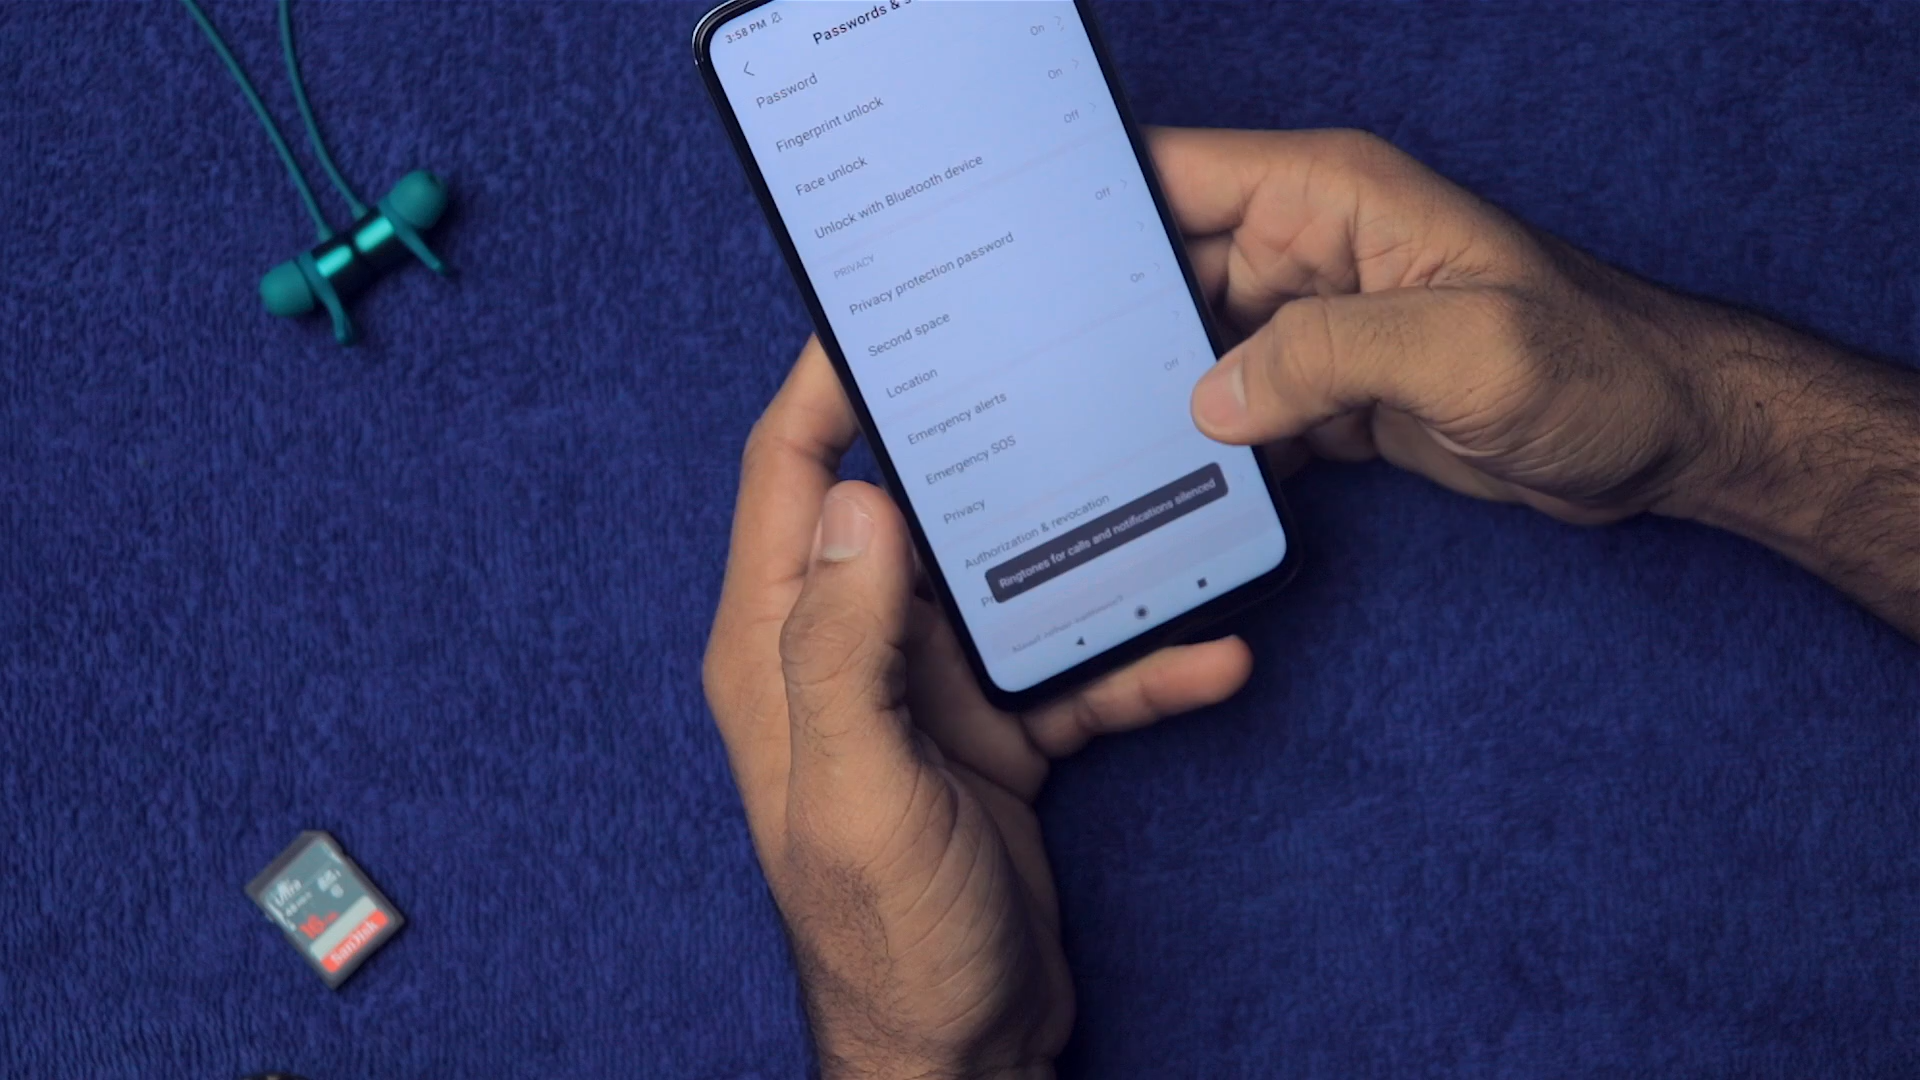 3:58 PM
Passwords & s
Password
On
Fingerprint unlock
On
Face unlock
Off
Unlock with Bluetooth device
PRIVACY
Privacy protection password
Off
Second space
Location
On
Emergency alerts
Emergency SOS
Off
Privacy
Authorization & revocation
Ringtones for calls and notifications silenced
Ultra
16
SanDisk